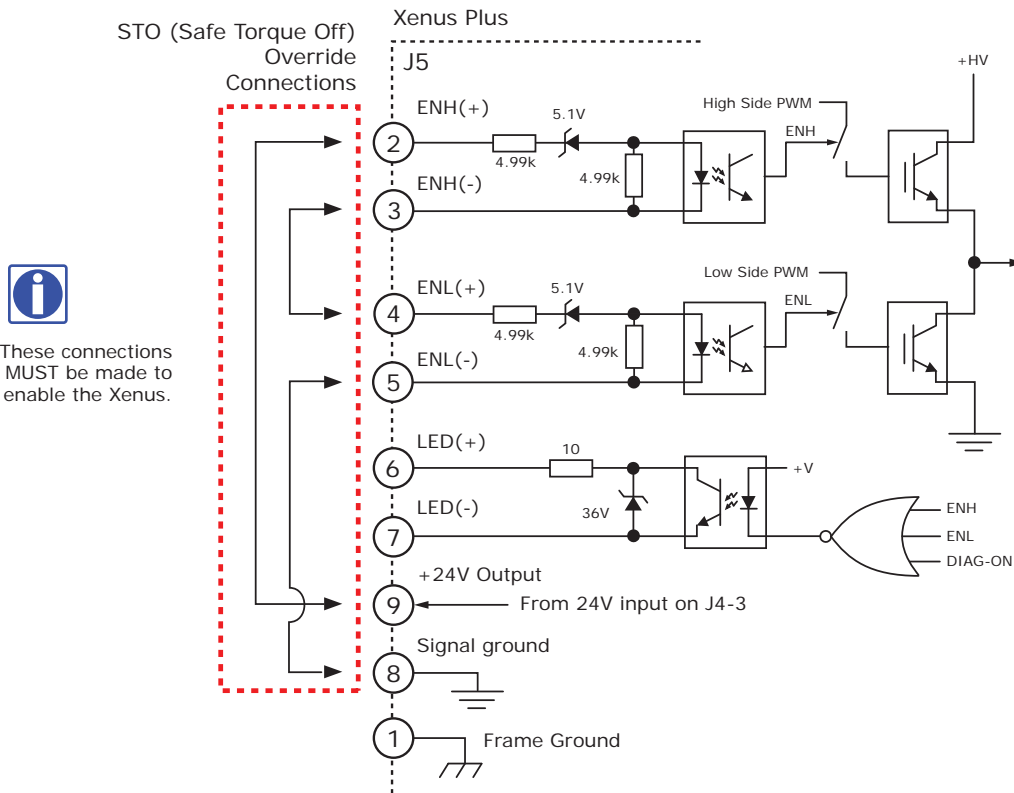 Xenus Plus
STO (Safe Torque Off)
Override
Connections
J5
+HV
ENH(+)
5.1V
High Side PWM
ENH
2
4.99k
4.99k
ENH(-)
3
ENL(+)
5.1V
Low Side PWM
ENL
4
4.99k
4.99k
ENL(-)
5
These connections
MUST be made to
enable the Xenus.
LED(+)
10
6
+V
36V
LED(-)
7
ENH
ENL
DIAG-ON
+24V Output
9
From 24V input on J4-3
Signal ground
8
1
Frame Ground